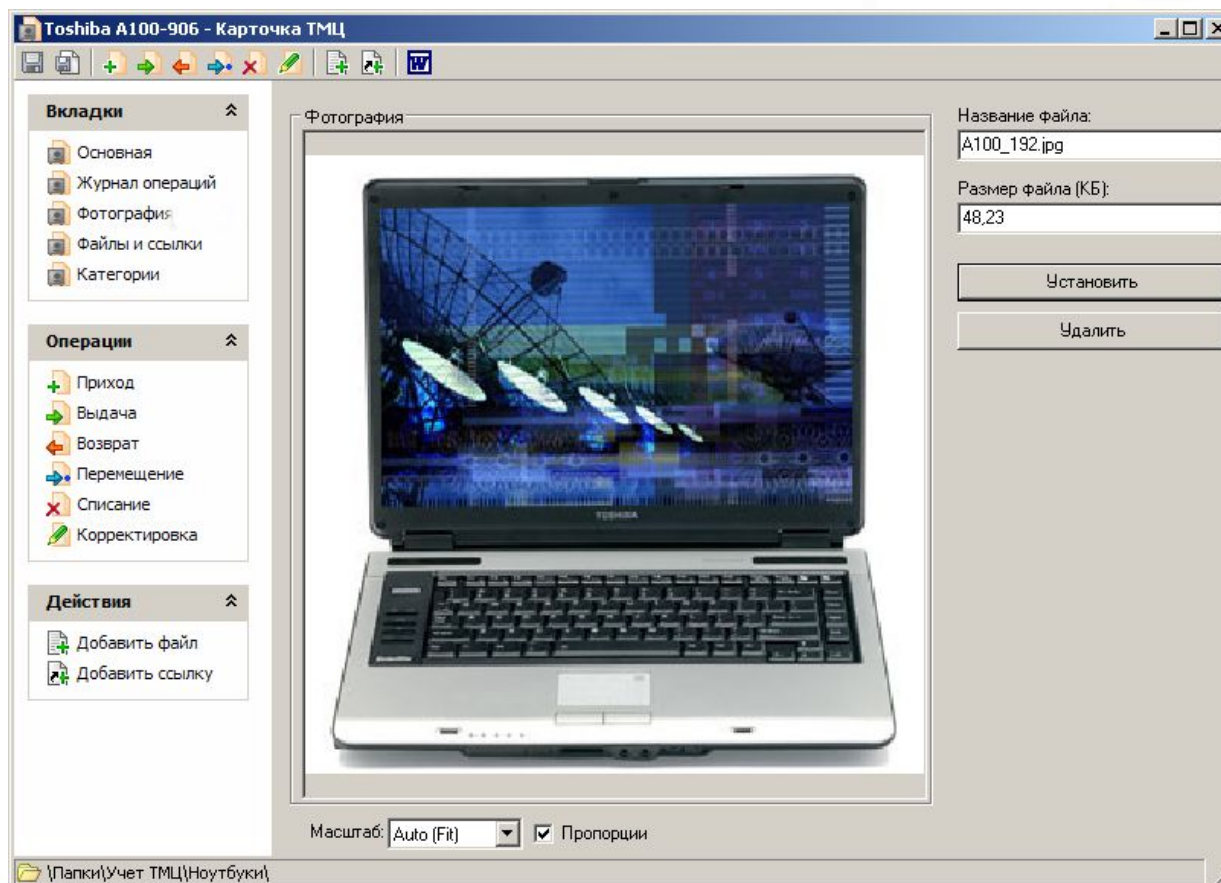 Toshiba A100-906 - Карточка ТМЦ
Вкладки
Основная
Журнал операций
Фотография
Файлы и ссылки
Категории
Операции
Приход
Выдача
Возврат
Перемещение
Списание
Корректировка
Действия
Добавить файл
Добавить ссылку
Фотография
TOSHIBA
Масштаб: Auto (Fit) Пропорции
Название файла:
A100_192.jpg
Размер файла (КБ):
48,23
Установить
Удалить
\Папки\Учет ТМЦ\Ноутбуки\